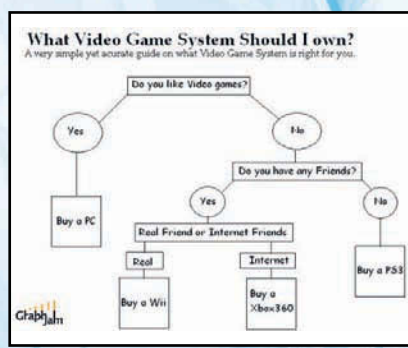 What Video Game System Should I own?
A very simple yet accurate guide on what Video Game System is right for you.
Do you like Video games?
Yes
No
Do you have any Friends?
Yes
No
Buy a PC
Real Friend or Internet Friends
Real
Internet
Buy a PS3
Buy a Wii
Buy a
Xbox360
GraphJam